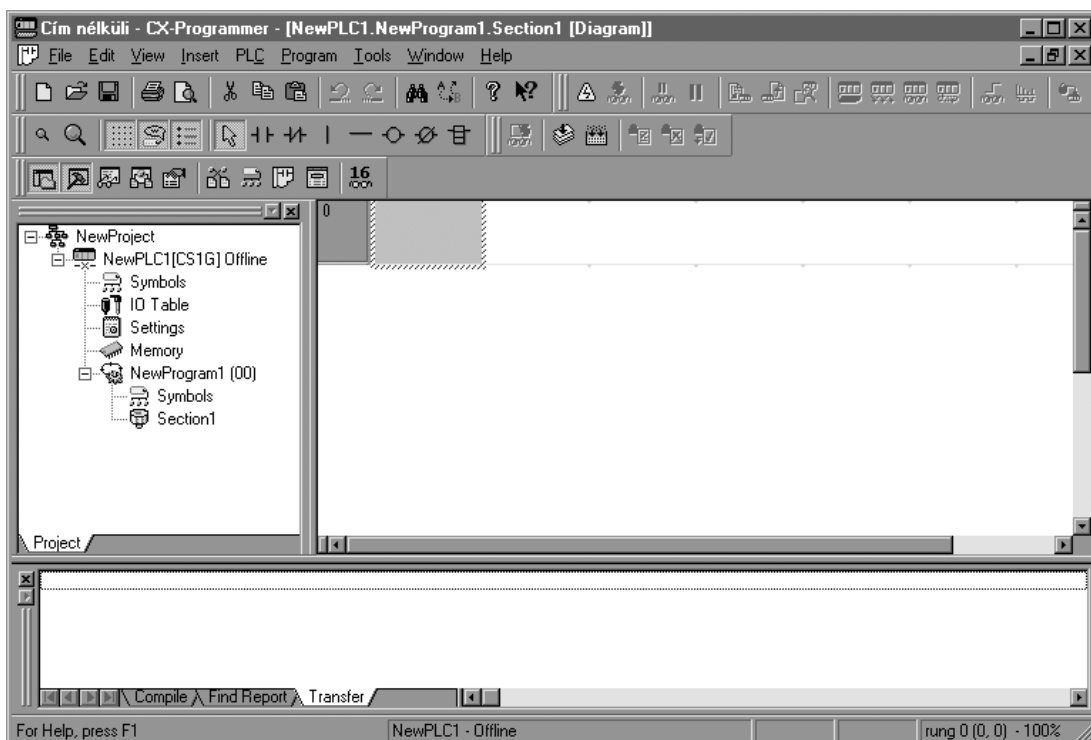 Cím nélküli - CX-Programmer - [NewPLC1.NewProgram1.Section1 [Diagram]]
File Edit View Insert PLC Program Tools Window Help
16
0
NewProject
NewPLC1[CS1G] Offline
Symbols
IO Table
Settings
Memory
NewProgram1 (00)
Symbols
Section1
Project
Compile Find Report Transfer
For Help, press F1 NewPLC1 - Offline rung 0 (0, 0) - 100%